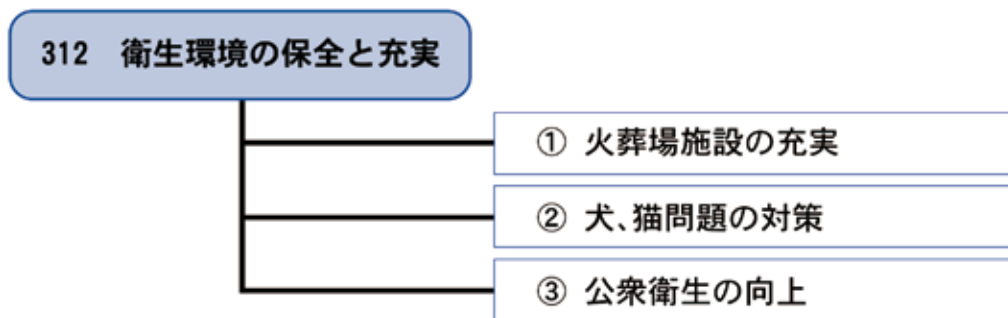 312　衛生環境の保全と充実
① 火葬場施設の充実
② 犬、猫問題の対策
③ 公衆衛生の向上